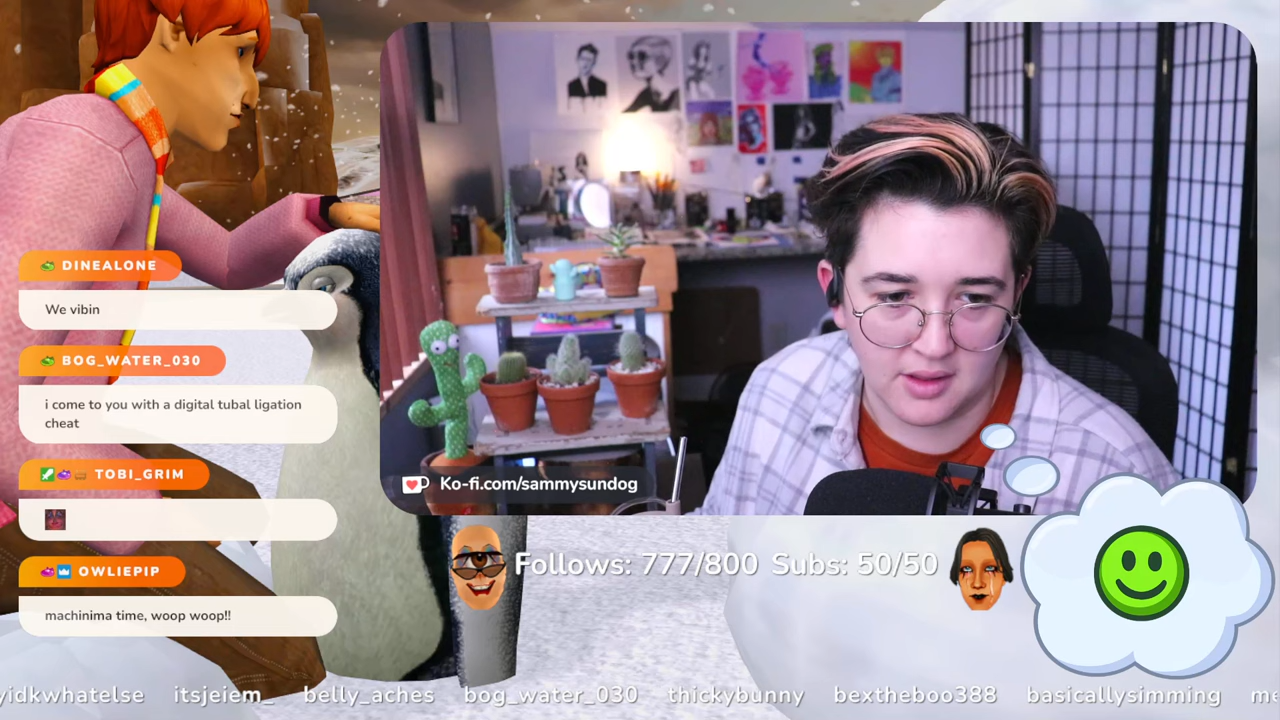 DINEALONE
We vibin
BOG_WATER_030
i come to you with a digital tubal ligation
cheat
TOBI_GRIM
OWLIEPIP
machinima time, woop woop!!
Ko-fi.com/sammysundog
Follows: 777/800 Subs: 50/50
yidkwhatelse itsjeiem_ belly_aches bog_water_030 thickybunny bextheboo388 basicallysimming